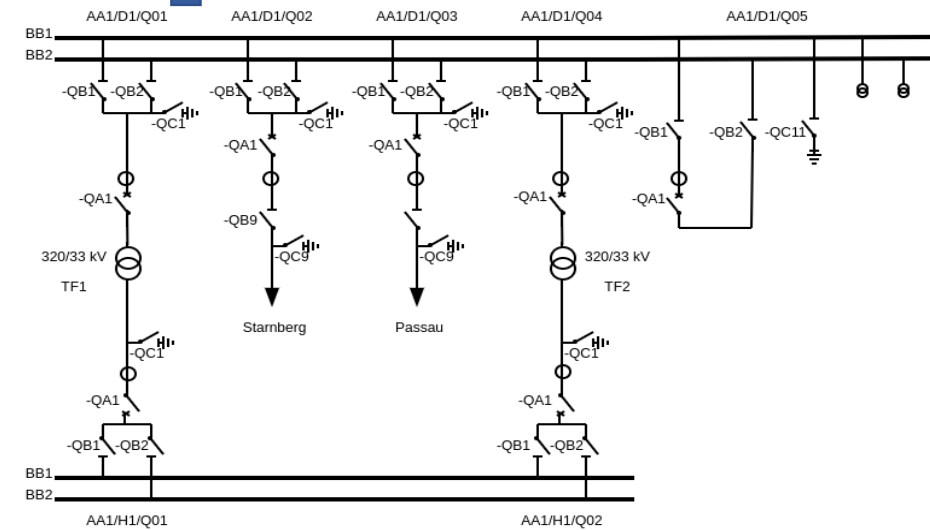 AA1/D1/Q01 AA1/D1/Q02 AA1/D1/Q03 AA1/D1/Q04 AA1/D1/Q05
BB1
BB2
-QB1 -QB2 -QB1 -QB2 -QB1 -QB2 -QB1 -QB2
-QC1 -QC1 -QC1 -QC1
-QB1 -QB2 -QC11
-QA1 -QA1
-QA1 -QA1 -QA1
-QB9
320/33 kV -QC9 -QC9 320/33 kV
TF1 TF2
Starnberg Passau
-QC1 -QC1
-QA1 -QA1
-QB1 -QB2 -QB1 -QB2
BB1
BB2
AA1/H1/Q01 AA1/H1/Q02